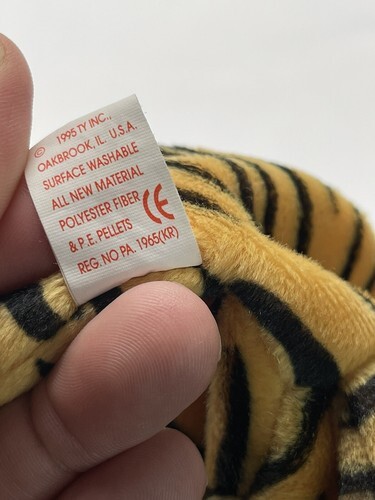 © 1995 TY INC.,
OAKBROOK, IL. U.S.A.
SURFACE WASHABLE
ALL NEW MATERIAL
POLYESTER FIBER
& P.E. PELLETS CE
REG. NO PA. 1965(KR)